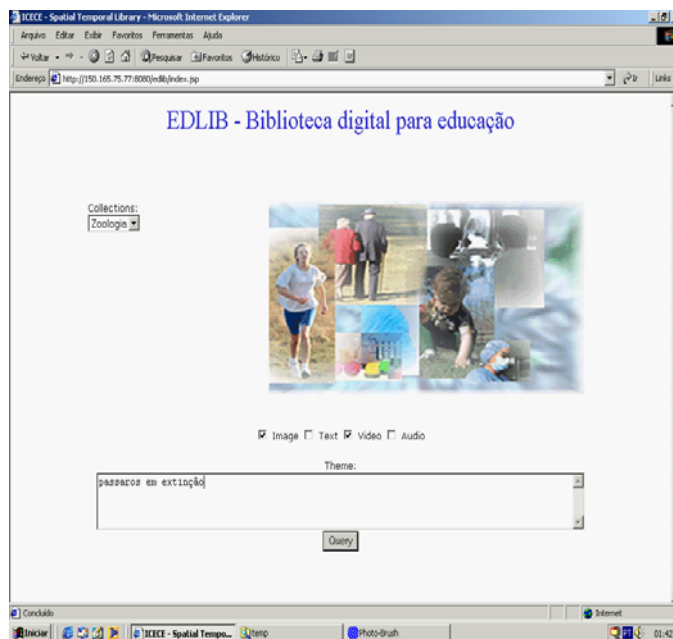 ICECE - Spatial Temporal Library - Microsoft Internet Explorer
Arquivo Editar Exibir Favoritos Ferramentas Ajuda
Voltar Pesquisar Favoritos Histórico
Endereço http://150.165.75.77:8080/edlib/index.jsp Ir Links
EDLIB - Biblioteca digital para educação
Collections:
Zoologia
Image Text Video Audio
Theme:
passaros em extinção
Query
Concluído Internet
Iniciar ICECE - Spatial Tempo... temp Photo-Brush 01:42